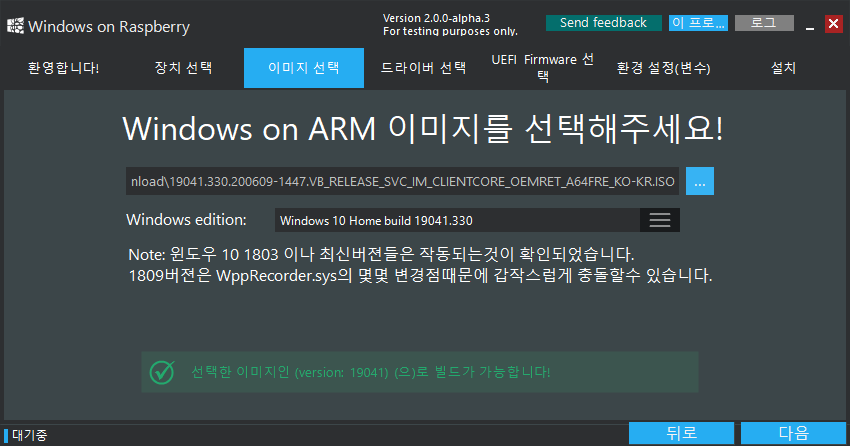 Windows on Raspberry
Version 2.0.0-alpha.3
For testing purposes only.
Send feedback
이 프로...
로그
환영합니다!
장치 선택
이미지 선택
드라이버 선택
UEFI Firmware 선
택
환경 설정(변수)
설치
Windows on ARM 이미지를 선택해주세요!
nload\19041.330.200609-1447.VB_RELEASE_SVC_IM_CLIENTCORE_OEMRET_A64FRE_KO-KR.ISO
...
Windows edition:
Windows 10 Home build 19041.330
Note: 윈도우 10 1803 이나 최신버젼들은 작동되는것이 확인되었습니다.
1809버젼은 WppRecorder.sys의 몇몇 변경점때문에 갑작스럽게 충돌할수 있습니다.
선택한 이미지인 (version: 19041) (으)로 빌드가 가능합니다!
대기중
뒤로
다음